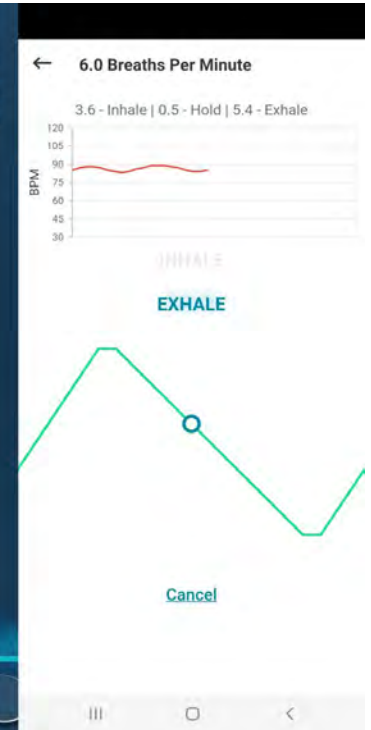 6.0 Breaths Per Minute
3.6 - Inhale | 0.5 - Hold | 5.4 - Exhale
120
105
90
75
60
45
30
BPM
INHALE
EXHALE
Cancel